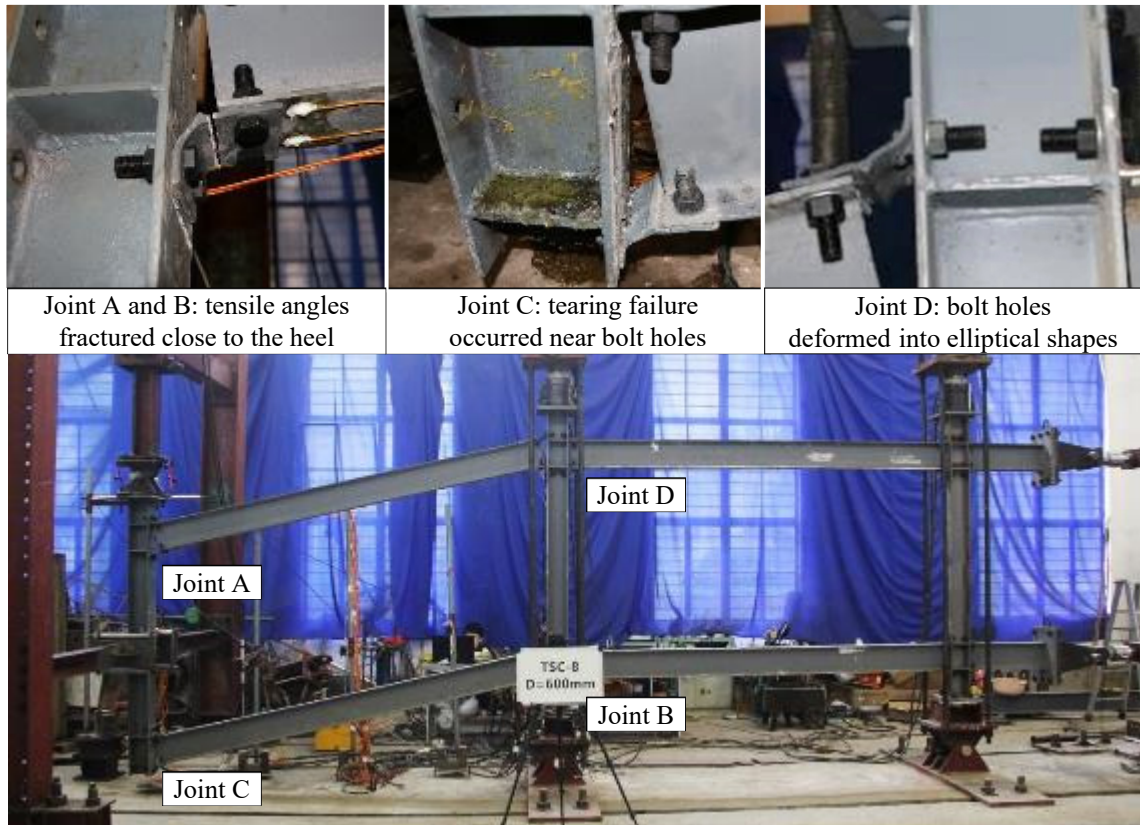 Joint A and B: tensile angles
fractured close to the heel
Joint C: tearing failure
occurred near bolt holes
Joint D: bolt holes
deformed into elliptical shapes
Joint D
Joint A
TSC-8
D=600mm
Joint B
Joint C